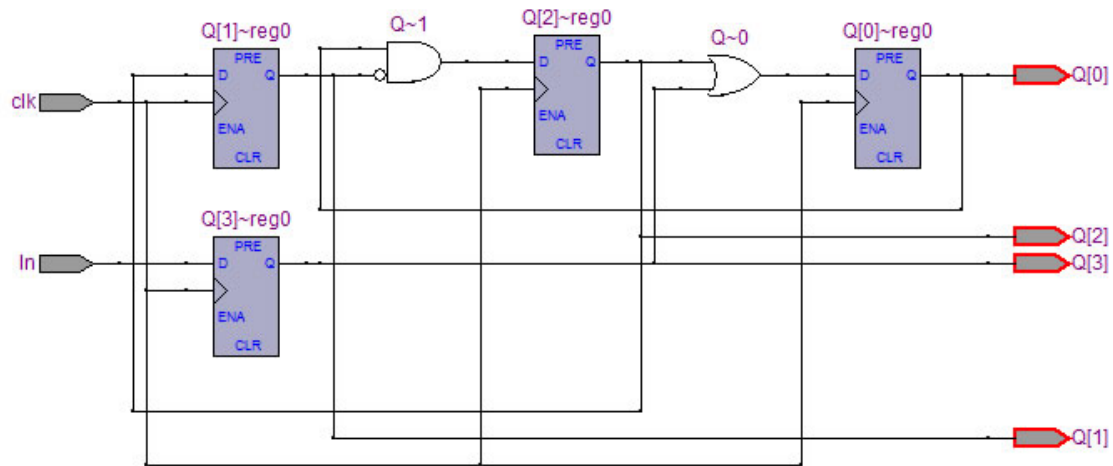 Q[1]~reg0
Q~1
Q[2]~reg0
Q~0
Q[0]~reg0
PRE
D Q
ENA
CLR
PRE
D Q
ENA
CLR
PRE
D Q
ENA
CLR
clk
Q[0]
Q[3]~reg0
PRE
D Q
ENA
CLR
In
Q[2]
Q[3]
Q[1]